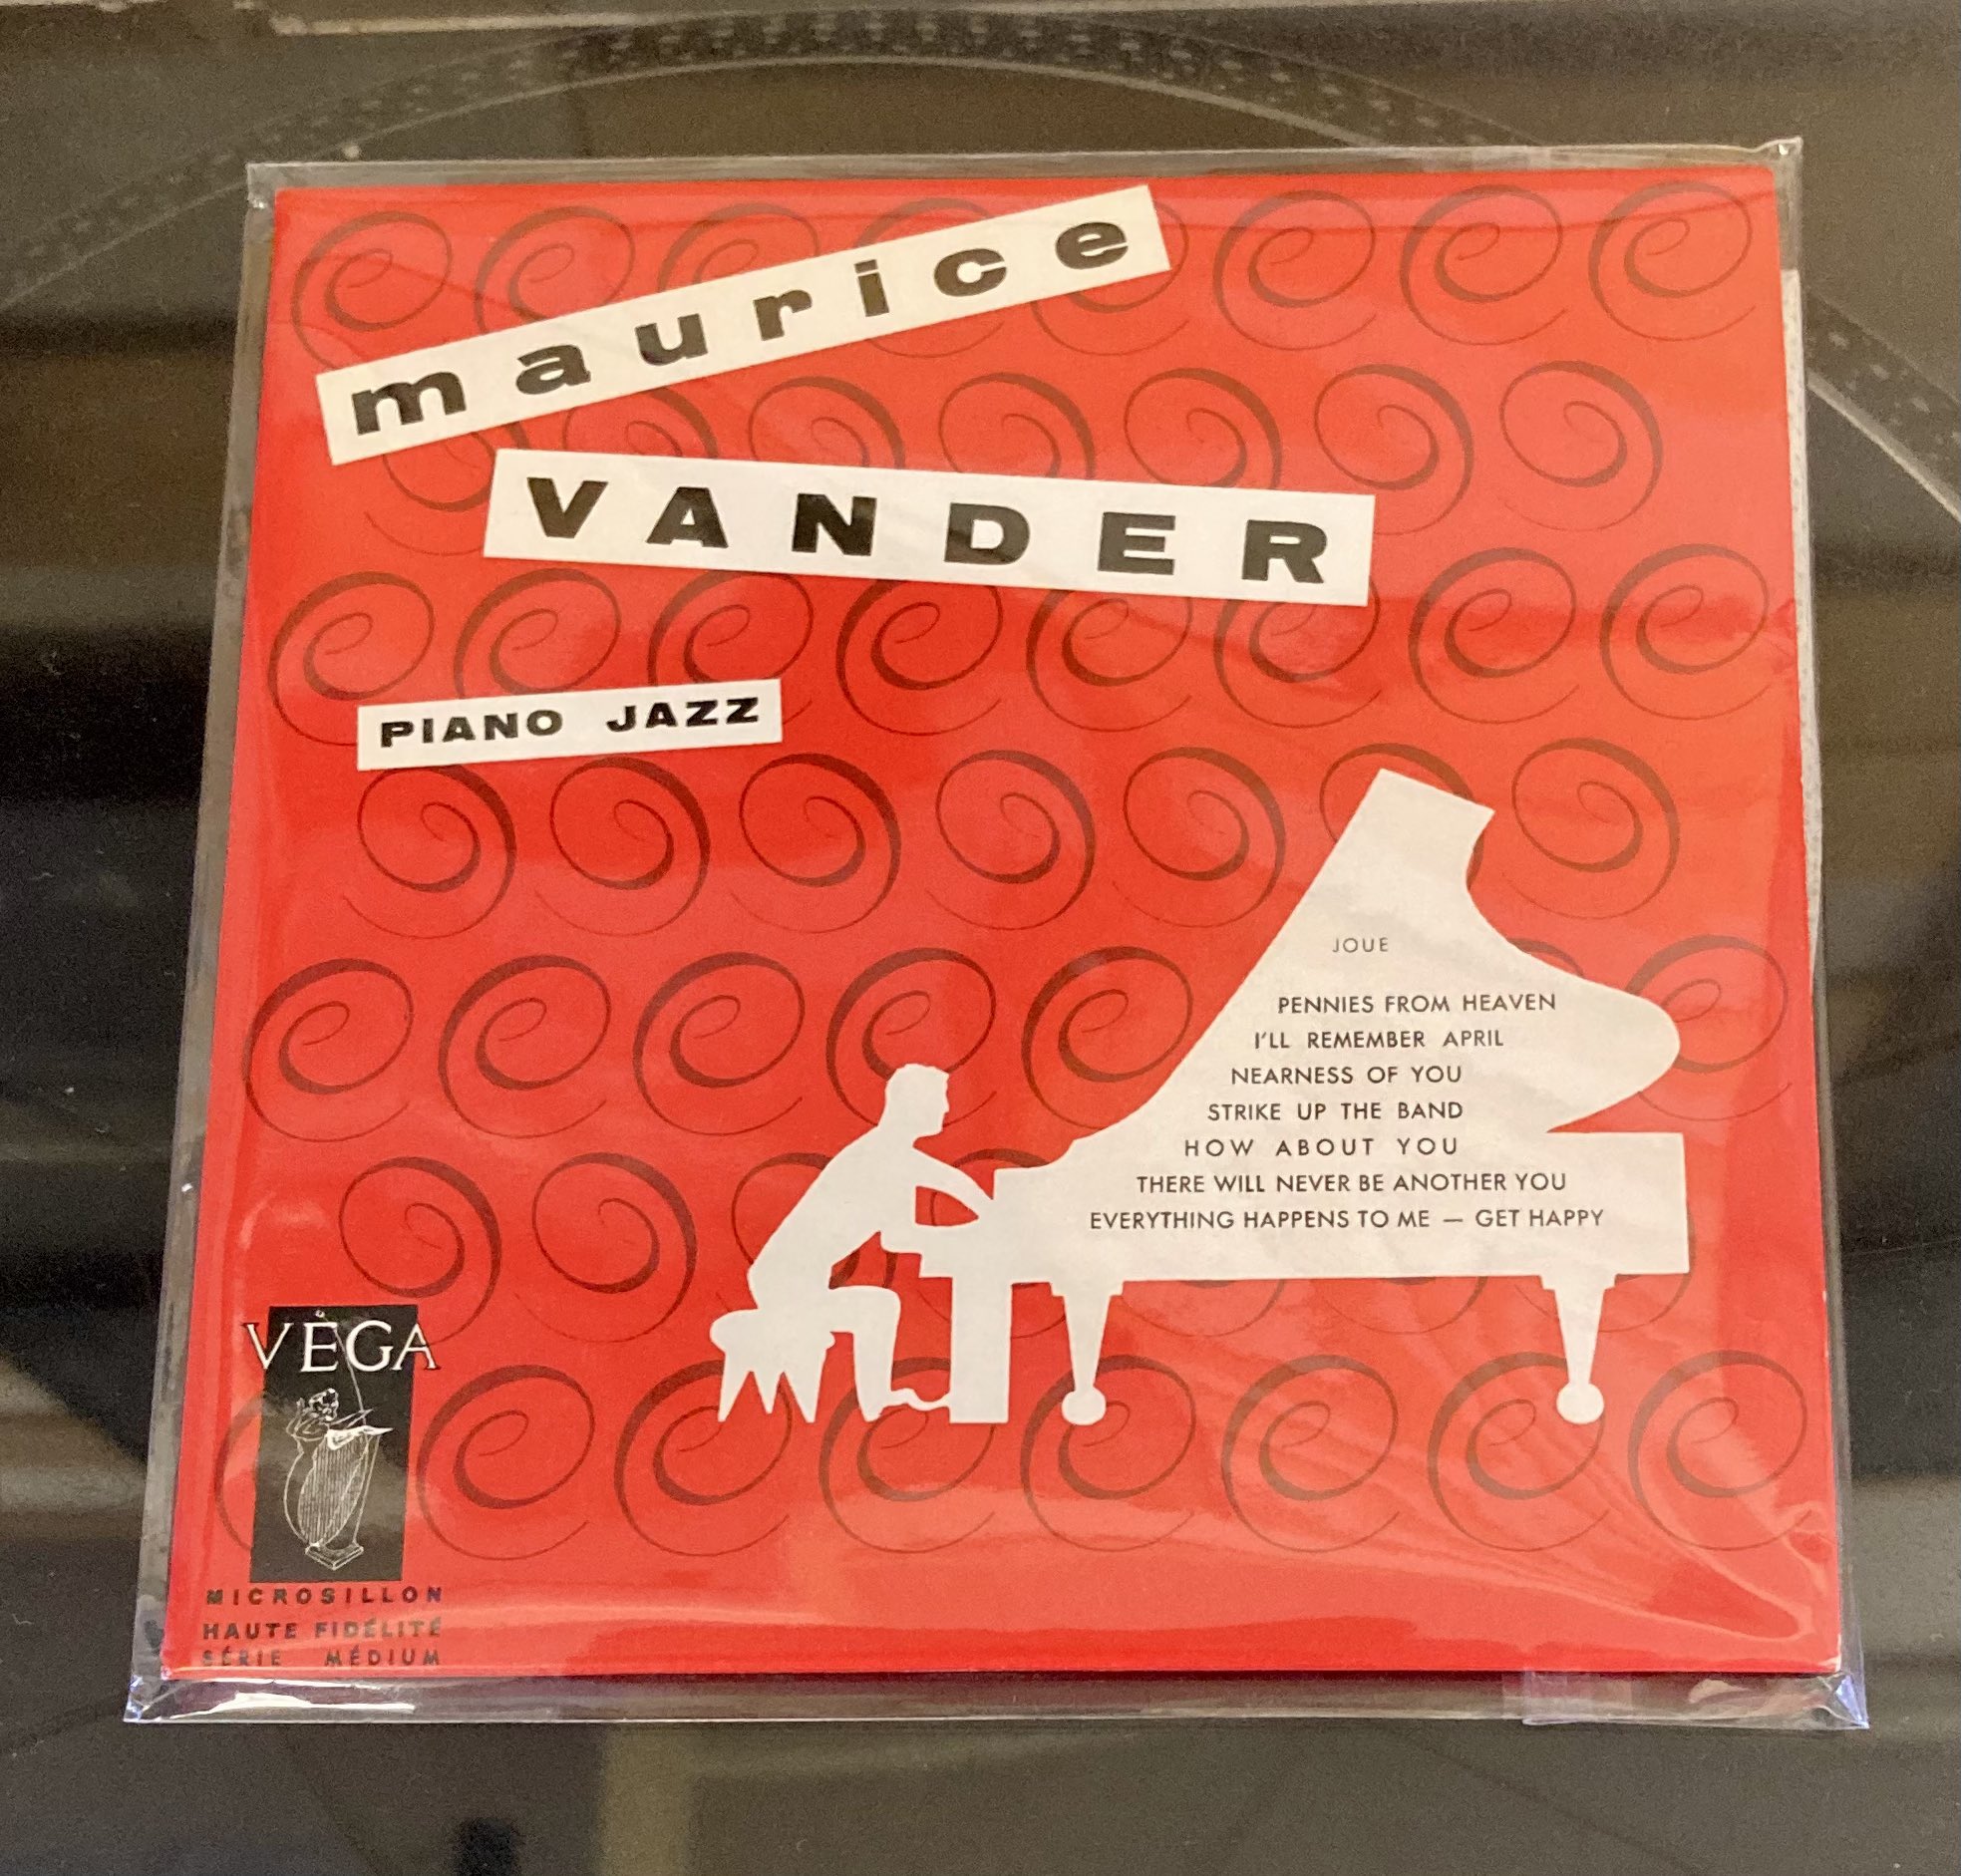 maurice
VANDER
PIANO JAZZ
JOUE
PENNIES FROM HEAVEN
I'LL REMEMBER APRIL
NEARNESS OF YOU
STRIKE UP THE BAND
HOW ABOUT YOU
THERE WILL NEVER BE ANOTHER YOU
EVERYTHING HAPPENS TO ME — GET HAPPY
VÈGA
MICROSILLON
HAUTE FIDÉLITÉ
SÉRIE MÉDIUM